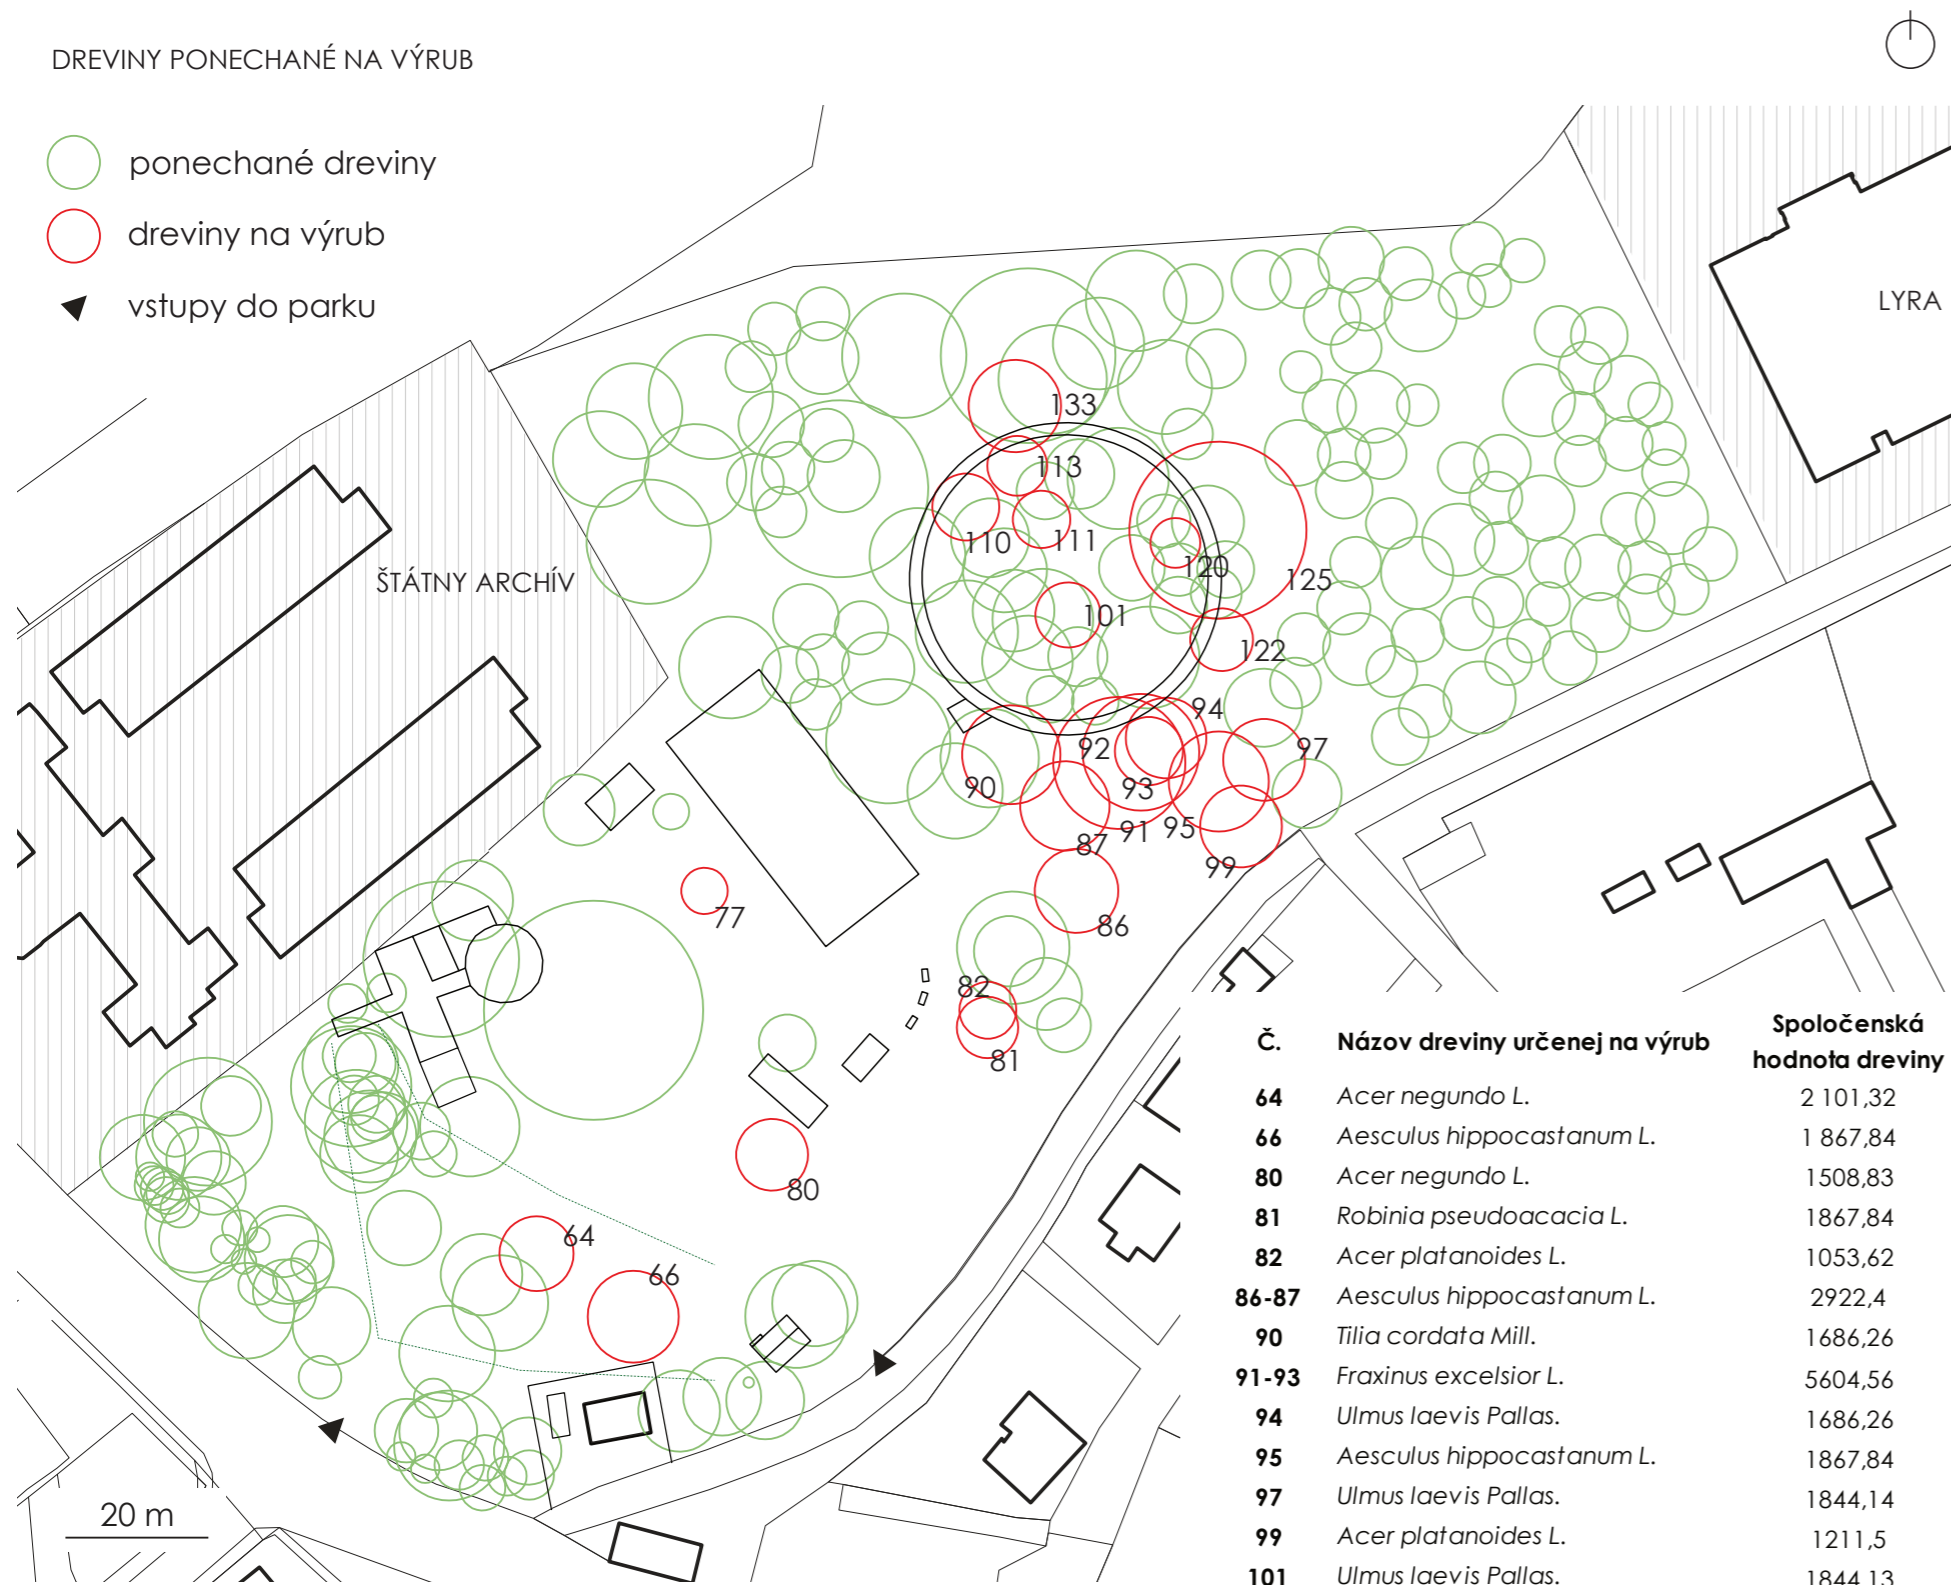 DREVINY PONECHANÉ NA VÝRUB
ponechané dreviny
dreviny na výrub
vstupy do parku
LYRA
ŠTÁTNY ARCHÍV
133
113
110
111
120
125
101
122
94
92
97
90
93
87
91
95
99
77
86
82
81
80
64
66
20 m
Č. Názov dreviny určenej na výrub Spoločenská
hodnota dreviny
64 Acer negundo L. 2 101,32
66 Aesculus hippocastanum L. 1 867,84
80 Acer negundo L. 1508,83
81 Robinia pseudoacacia L. 1867,84
82 Acer platanoides L. 1053,62
86-87 Aesculus hippocastanum L. 2922,4
90 Tilia cordata Mill. 1686,26
91-93 Fraxinus excelsior L. 5604,56
94 Ulmus laevis Pallas. 1686,26
95 Aesculus hippocastanum L. 1867,84
97 Ulmus laevis Pallas. 1844,14
99 Acer platanoides L. 1211,5
101 Ulmus laevis Pallas. 1844,13